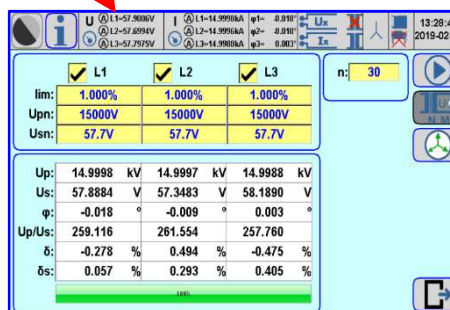 U Ⓐ L1=57.9006V I Ⓐ L1=14.9998kA φ1= -0.018° Ux 13:28:4
Ⓐ L2=57.6994V Ⓐ L2=14.9996kA φ2= -0.010° 2019-02-
Ⓐ L3=57.7975V Ⓐ L3=14.9988kA φ3= 0.003° Ix
L1 L2 L3 n: 30
lim: 1.000% 1.000% 1.000%
Upn: 15000V 15000V 15000V
Usn: 57.7V 57.7V 57.7V
N·M
Up: 14.9998 kV 14.9997 kV 14.9988 kV
Us: 57.8884 V 57.3483 V 58.1890 V
φ: -0.018 ° -0.009 ° 0.003 °
Up/Us: 259.116 261.554 257.760
δ: -0.278 % 0.494 % -0.475 %
δs: 0.057 % 0.293 % 0.405 %
100%